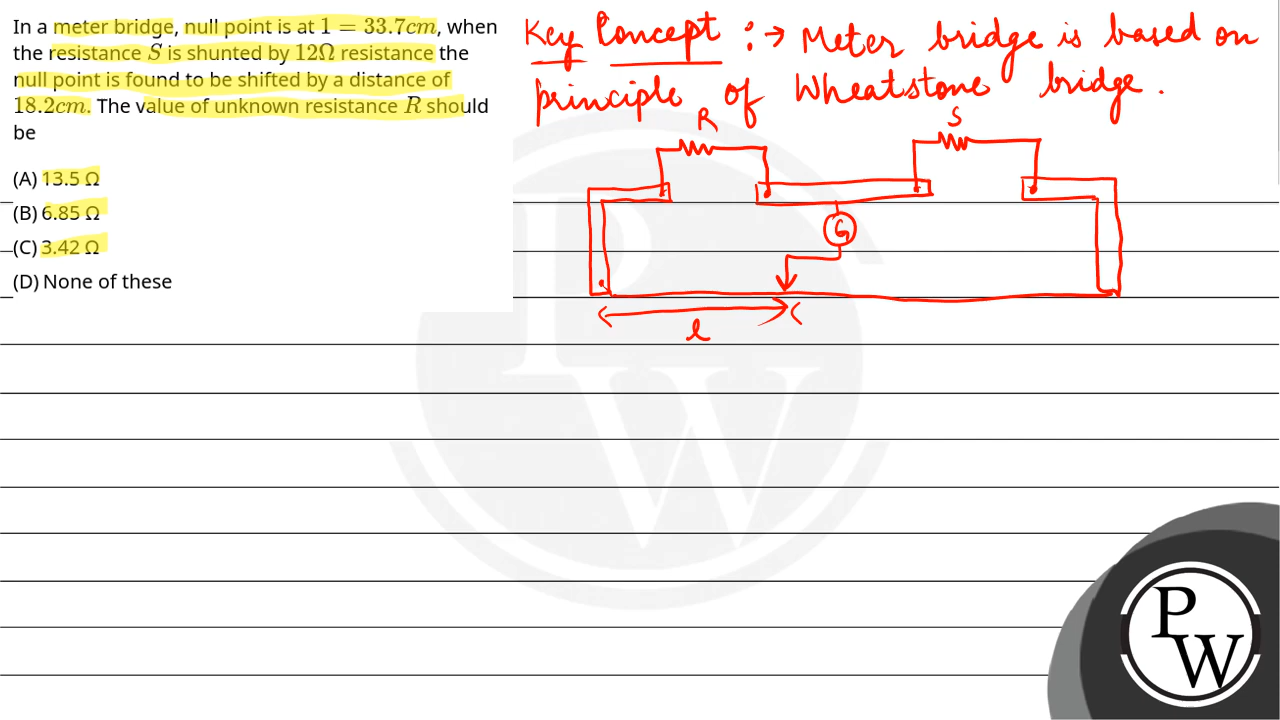 In a meter bridge, null point is at 1 = 33.7cm, when
the resistance S is shunted by 12Ω resistance the
null point is found to be shifted by a distance of
18.2cm. The value of unknown resistance R should
be
(A) 13.5 Ω
(B) 6.85 Ω
(C) 3.42 Ω
(D) None of these
Key Concept :→ Meter bridge is based on
principle of Wheatstone bridge.
R
S
G
l
PW
P
W